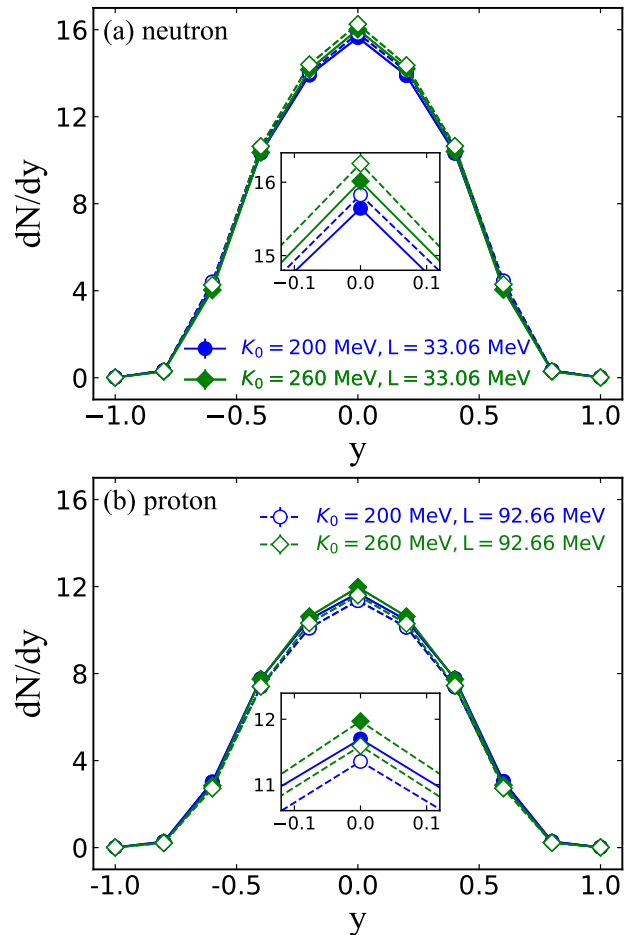 (a) neutron
16
12
8
4
0
dN/dy
16
15
−0.1 0.0 0.1
K₀ = 200 MeV, L = 33.06 MeV
K₀ = 260 MeV, L = 33.06 MeV
−1.0 −0.5 0.0 0.5 1.0
y
(b) proton
16
12
8
4
0
dN/dy
K₀ = 200 MeV, L = 92.66 MeV
K₀ = 260 MeV, L = 92.66 MeV
12
11
−0.1 0.0 0.1
-1.0 -0.5 0.0 0.5 1.0
y